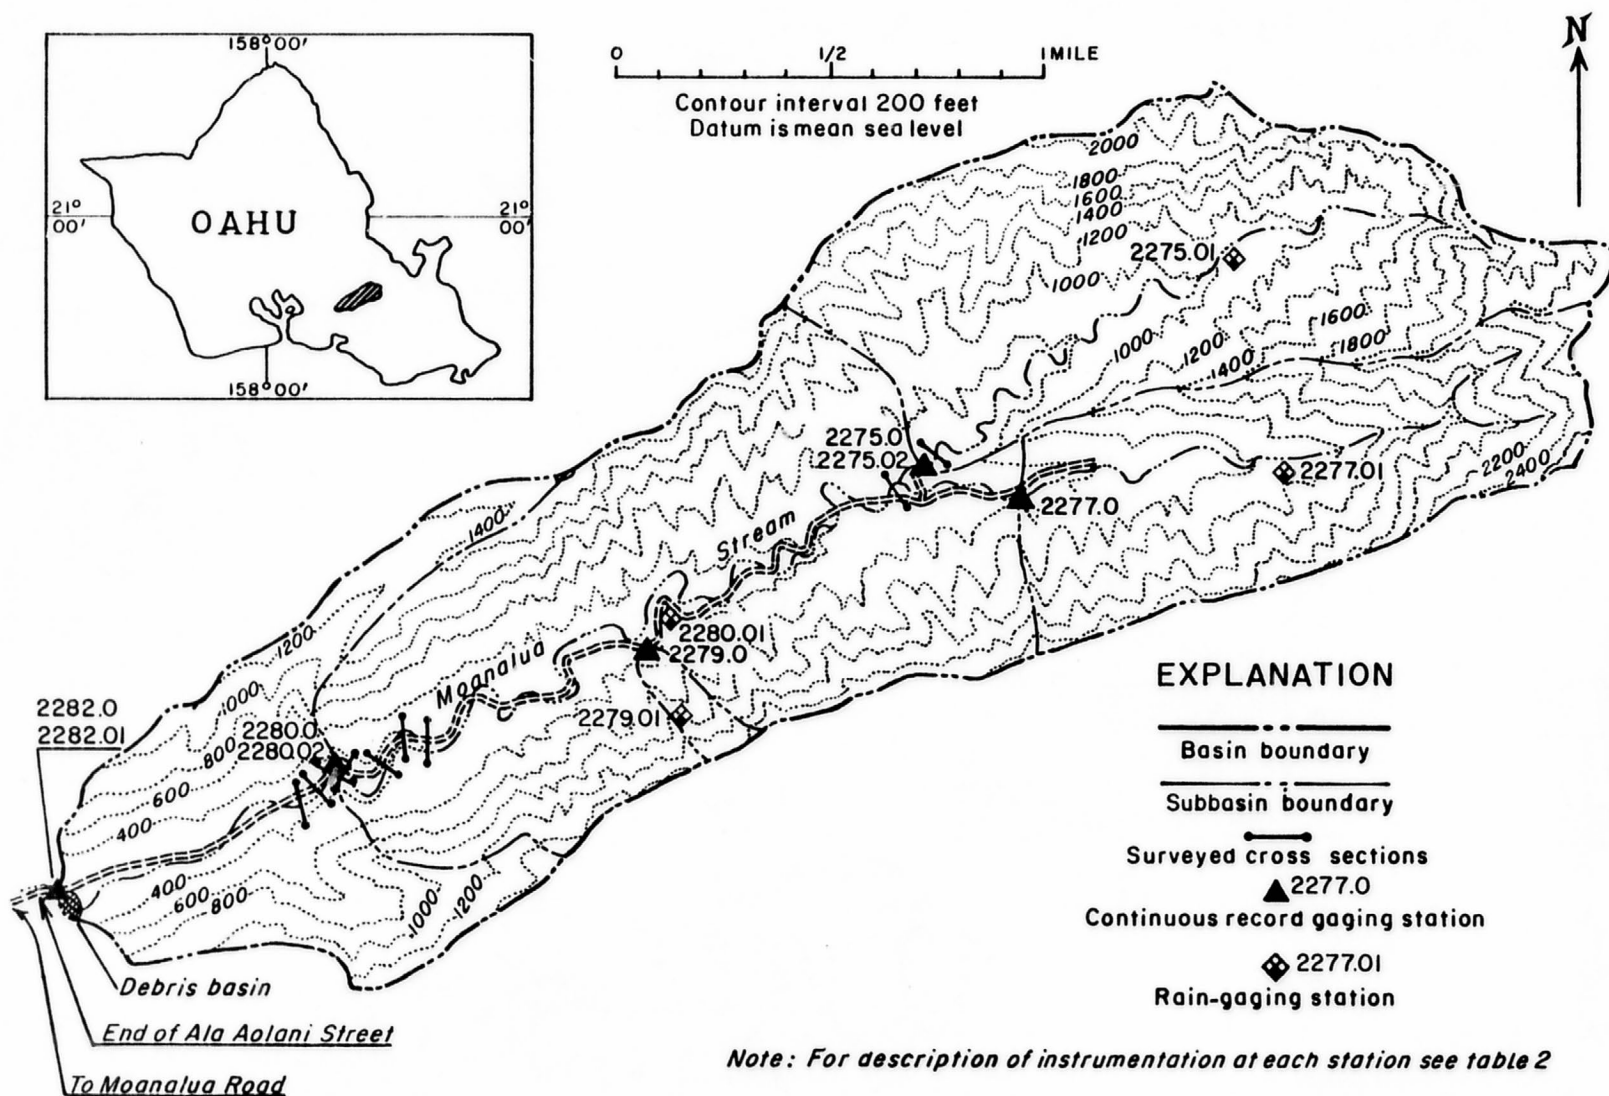 158°00'
OAHU
21°
00'
21°
00'
158°00'
0 1/2 1 MILE
Contour interval 200 feet
Datum is mean sea level
N
2000
1800
1600
1400
1200
2275.01
1000
1600
1000
1200
1800
1400
2275.0
2275.02
2200
2400
2277.01
2277.0
1400
Stream
1200
2280.01
2279.0
Moanalua
1000
2279.01
2282.0
2282.01
800
2280.0
2280.02
600
400
400
600
800
1000
1200
Debris basin
End of Ala Aolani Street
To Moanalua Road
EXPLANATION
Basin boundary
Subbasin boundary
Surveyed cross sections
2277.0
Continuous record gaging station
2277.01
Rain-gaging station
Note: For description of instrumentation at each station see table 2